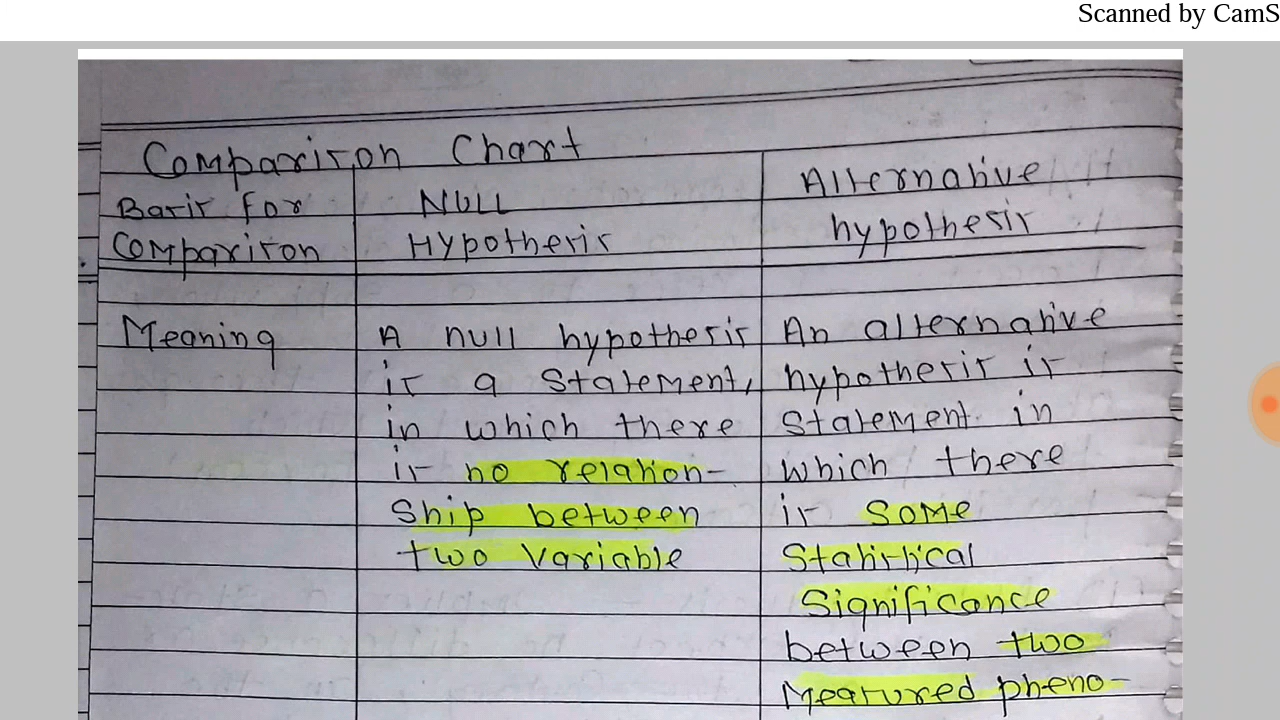 Scanned by CamS
Comparison Chart
Basis for Comparison
NULL Hypothesis
Alternative hypothesis
Meaning
A null hypothesis
is a statement,
in which there
is no relation-
ship between
two variable
An alternative
hypothesis is
statement in
which there
is some
statistical
significance
between two
measured pheno-